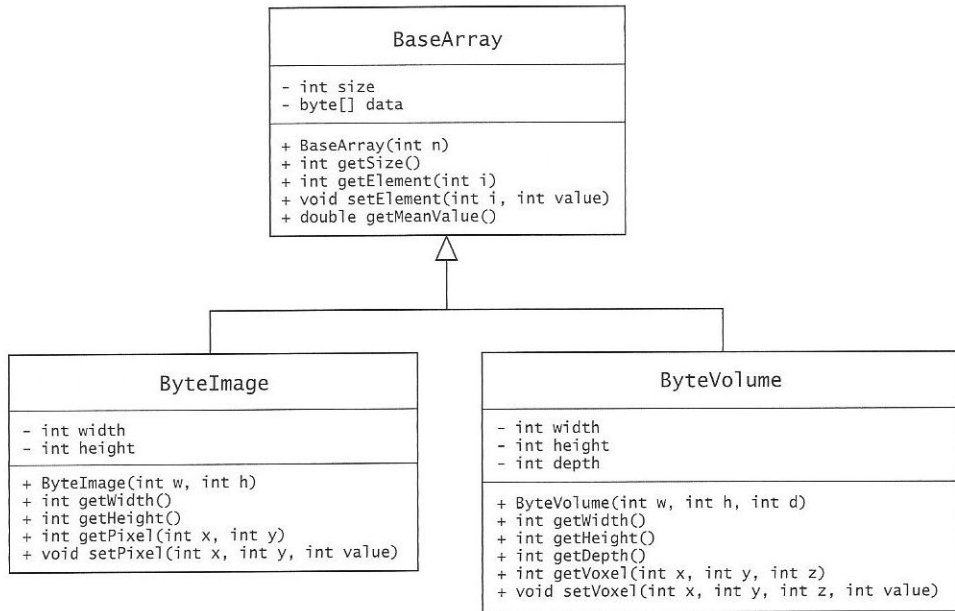 BaseArray
- int size
- byte[] data
+ BaseArray(int n)
+ int getSize()
+ int getElement(int i)
+ void setElement(int i, int value)
+ double getMeanValue()
ByteImage
- int width
- int height
+ ByteImage(int w, int h)
+ int getWidth()
+ int getHeight()
+ int getPixel(int x, int y)
+ void setPixel(int x, int y, int value)
ByteVolume
- int width
- int height
- int depth
+ ByteVolume(int w, int h, int d)
+ int getWidth()
+ int getHeight()
+ int getDepth()
+ int getVoxel(int x, int y, int z)
+ void setVoxel(int x, int y, int z, int value)